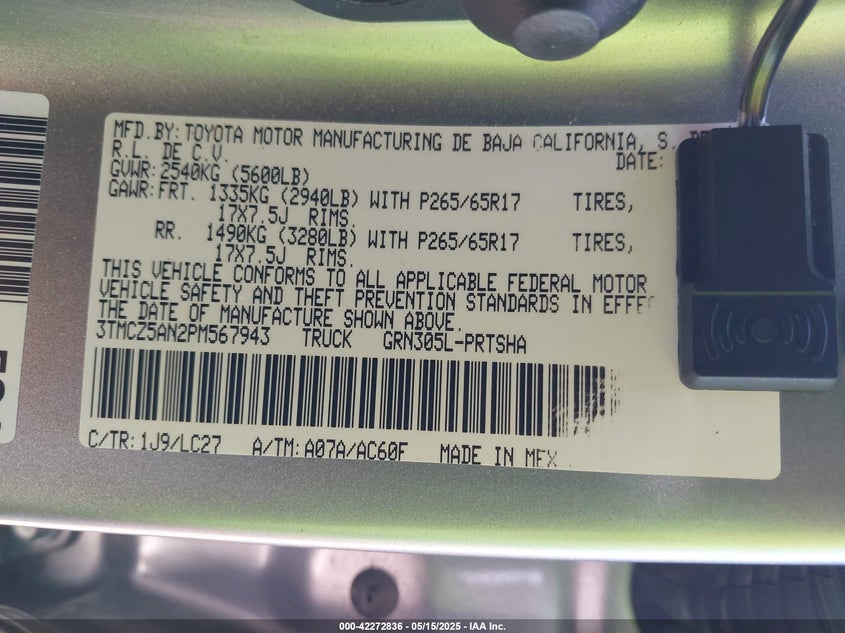 MFD.BY: TOYOTA MOTOR MANUFACTURING DE BAJA CALIFORNIA, S.
R.L. DE C.V. DATE:
GVWR: 2540KG (5600LB)
GAWR: FRT. 1335KG (2940LB) WITH P265/65R17 TIRES,
17X7.5J RIMS.
RR. 1490KG (3280LB) WITH P265/65R17 TIRES,
17X7.5J RIMS.
THIS VEHICLE CONFORMS TO ALL APPLICABLE FEDERAL MOTOR
VEHICLE SAFETY AND THEFT PREVENTION STANDARDS IN EFFEC
THE DATE OF MANUFACTURE SHOWN ABOVE.
3TMCZ5AN2PM567943 TRUCK GRN305L-PRTSHA
C/TR: 1J9/LC27 A/TM: A07A/AC60F MADE IN MEX
000-42272836 - 05/15/2025 - IAA Inc.